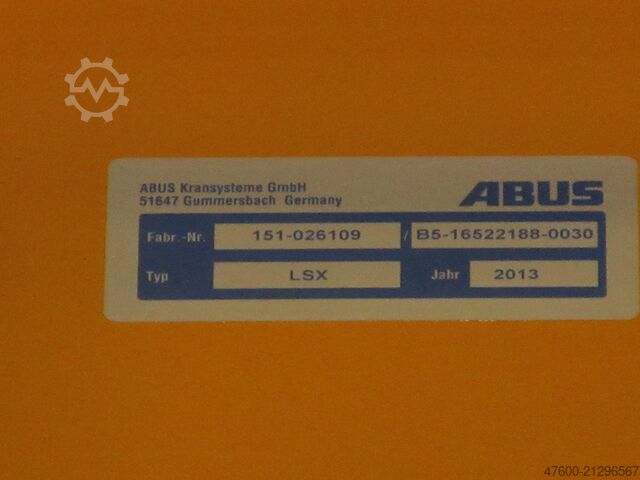 ABUS Kransysteme GmbH
51647 Gummersbach Germany
ABUS
Fabr.-Nr. 151-026109 / B5-16522188-0030
Typ LSX Jahr 2013
47600-21296567